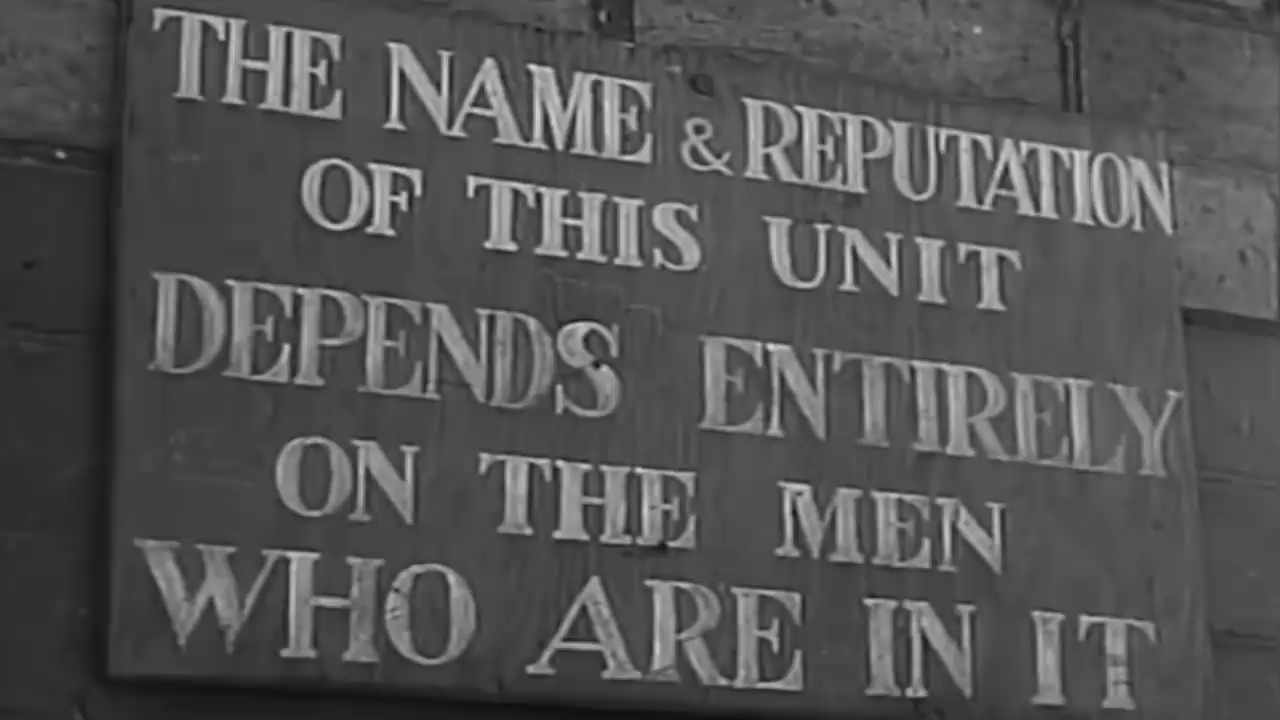 THE NAME & REPUTATION
OF THIS UNIT
DEPENDS ENTIRELY
ON THE MEN
WHO ARE IN IT